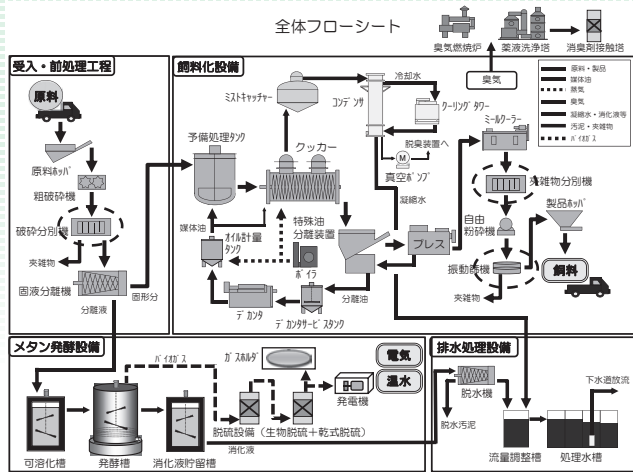 全体フローシート
臭気燃焼炉
薬液洗浄塔
消臭剤接触塔
臭気
受入・前処理工程
原料
原料ホッパ
粗破砕機
破砕分別機
夾雑物
固液分離機
固形分
分離液
飼料化設備
予備処理タンク
ミストキャッチャー
クッカー
コンデンサ
冷却水
クーリングタワー
脱臭装置へ
M
真空ポンプ
凝縮水
媒体油
オイル計量
タンク
特殊油
分離装置
ボイラ
デカンタ
デカンタサービスタンク
分離油
プレス
ミールクーラー
夾雑物分別機
自由
粉砕機
振動篩機
夾雑物
製品ホッパ
飼料
原料・製品
媒体油
蒸気
臭気
凝縮水・消化液等
汚泥・夾雑物
バイオガス
メタン発酵設備
バイオガス
ガスホルダ
電気
温水
発電機
脱硫設備（生物脱硫＋乾式脱硫）
消化液
可溶化槽
発酵槽
消化液貯留槽
排水処理設備
脱水機
脱水汚泥
下水道放流
流量調整槽
処理水槽